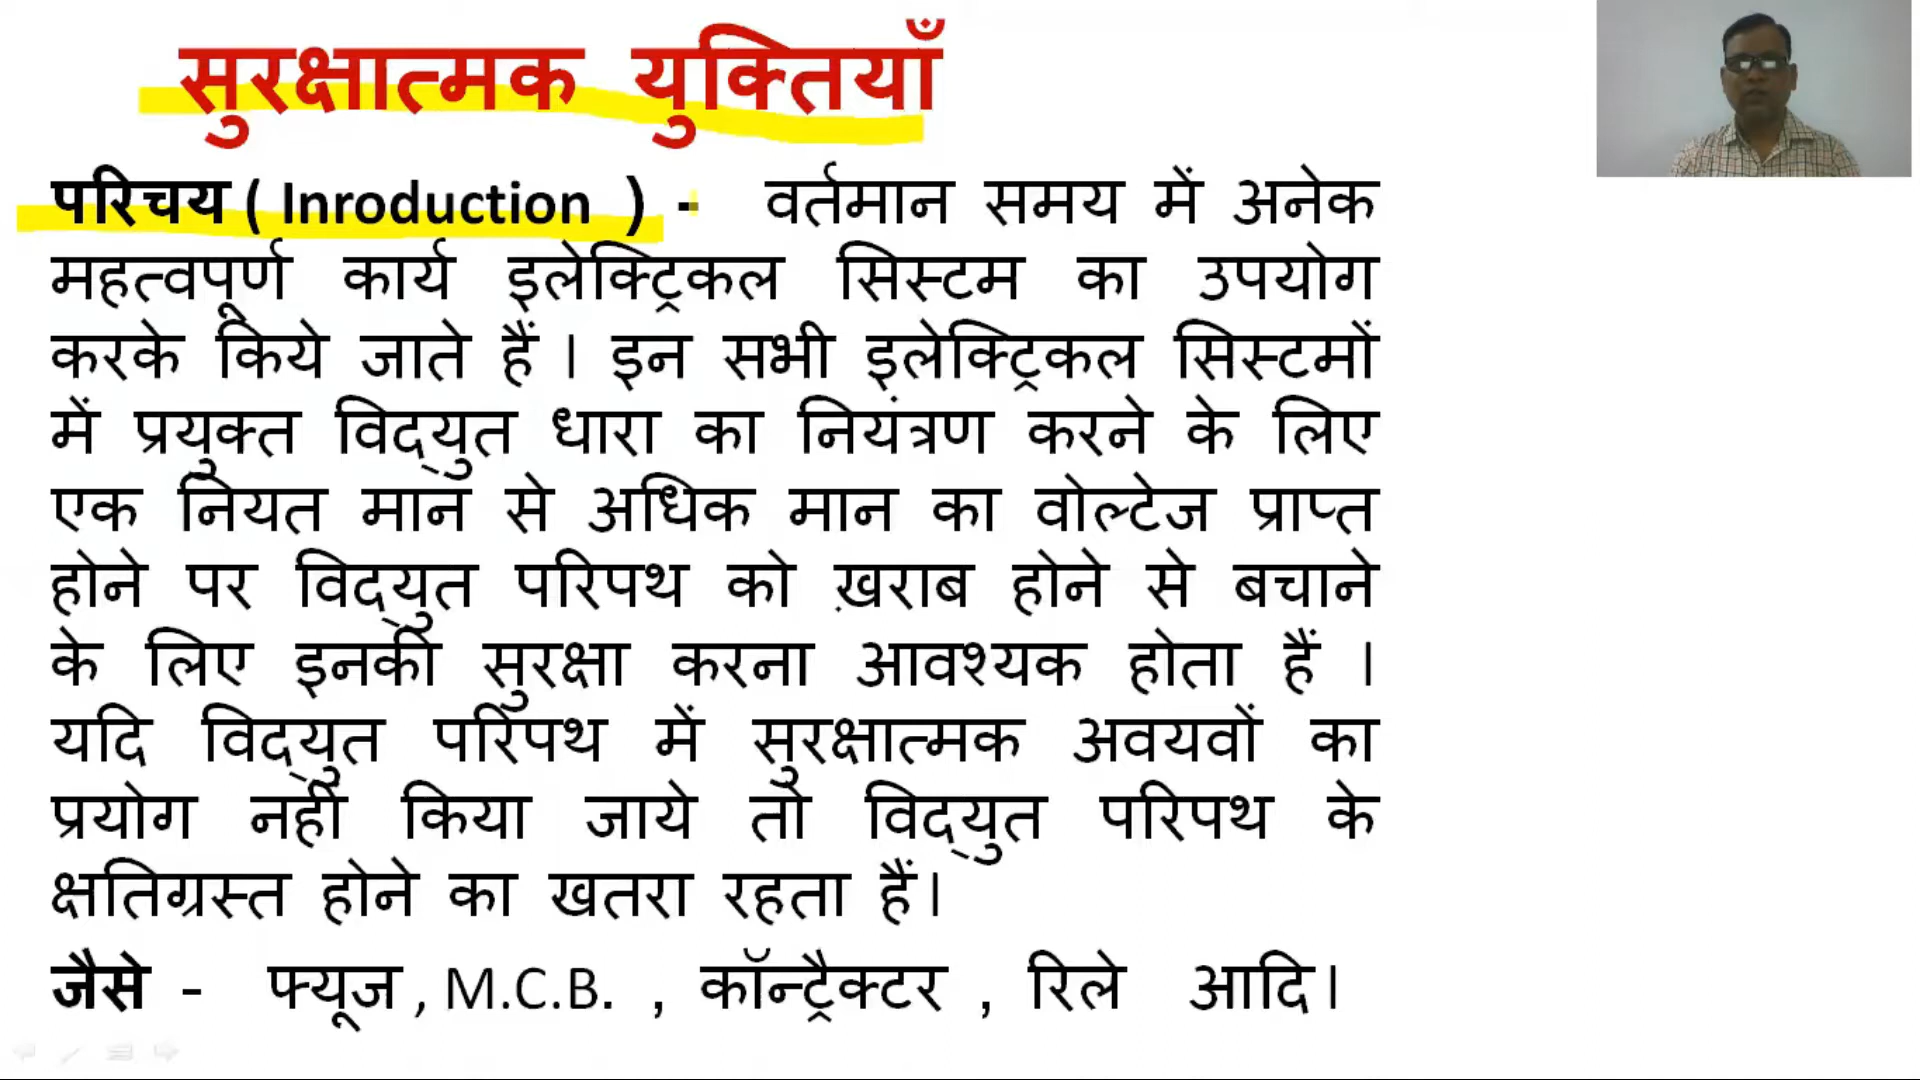 सुरक्षात्मक युक्तियाँ
परिचय ( Inroduction ) - वर्तमान समय में अनेक
महत्वपूर्ण कार्य इलेक्ट्रिकल सिस्टम का उपयोग
करके किये जाते हैं । इन सभी इलेक्ट्रिकल सिस्टमों
में प्रयुक्त विद्युत धारा का नियंत्रण करने के लिए
एक नियत मान से अधिक मान का वोल्टेज प्राप्त
होने पर विद्युत परिपथ को ख़राब होने से बचाने
के लिए इनकी सुरक्षा करना आवश्यक होता हैं ।
यदि विद्युत परिपथ में सुरक्षात्मक अवयवों का
प्रयोग नहीं किया जाये तो विद्युत परिपथ के
क्षतिग्रस्त होने का खतरा रहता हैं।
जैसे - फ्यूज , M.C.B. , कॉन्ट्रैक्टर , रिले आदि।